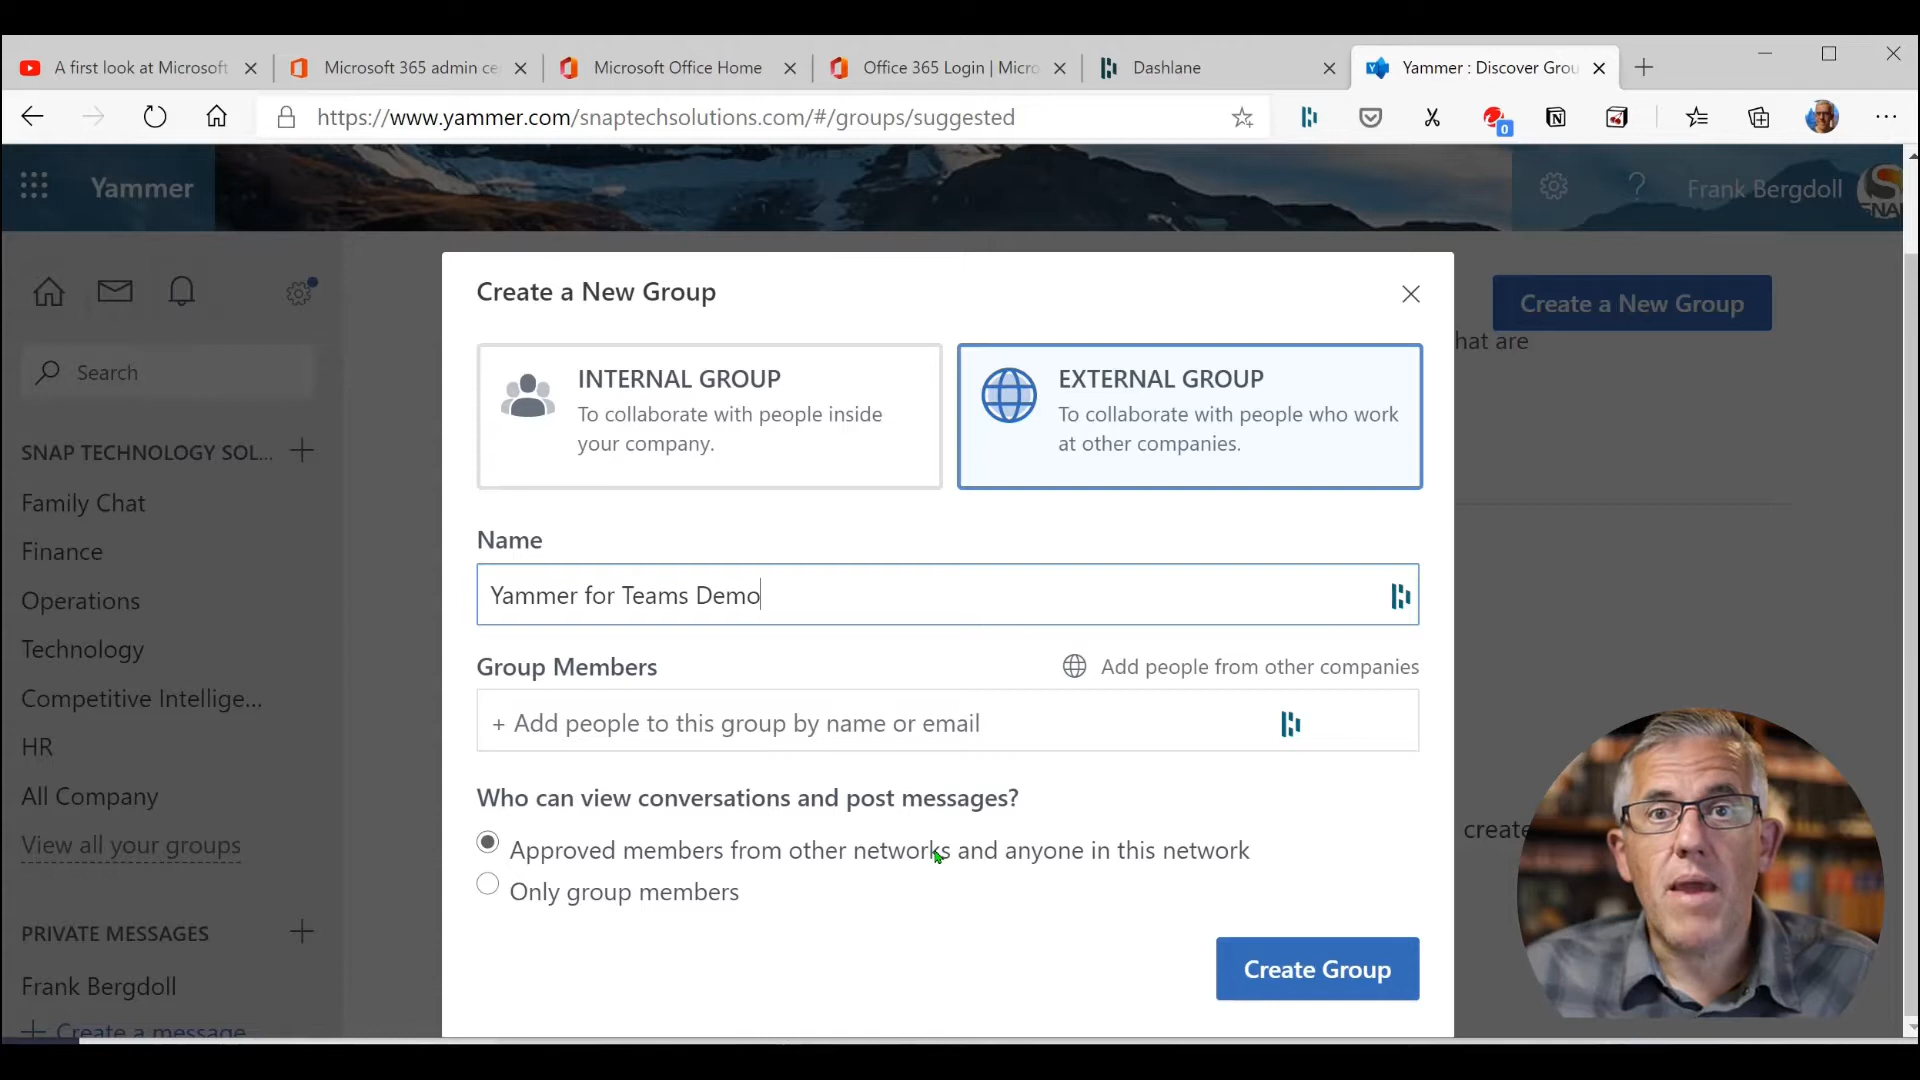 A first look at Microsoft
Microsoft 365 admin ce
Microsoft Office Home
Office 365 Login | Micro
Dashlane
Yammer : Discover Grou
https://www.yammer.com/snaptechsolutions.com/#/groups/suggested
0
Yammer
?
Frank Bergdoll
SNAP
Search
SNAP TECHNOLOGY SOL...
Family Chat
Finance
Operations
Technology
Competitive Intellige...
HR
All Company
View all your groups
PRIVATE MESSAGES
Frank Bergdoll
+ Create a message
Create a New Group
hat are
create
Create a New Group
INTERNAL GROUP
To collaborate with people inside
your company.
EXTERNAL GROUP
To collaborate with people who work
at other companies.
Name
Yammer for Teams Demo
Group Members
Add people from other companies
+ Add people to this group by name or email
Who can view conversations and post messages?
Approved members from other networks and anyone in this network
Only group members
Create Group